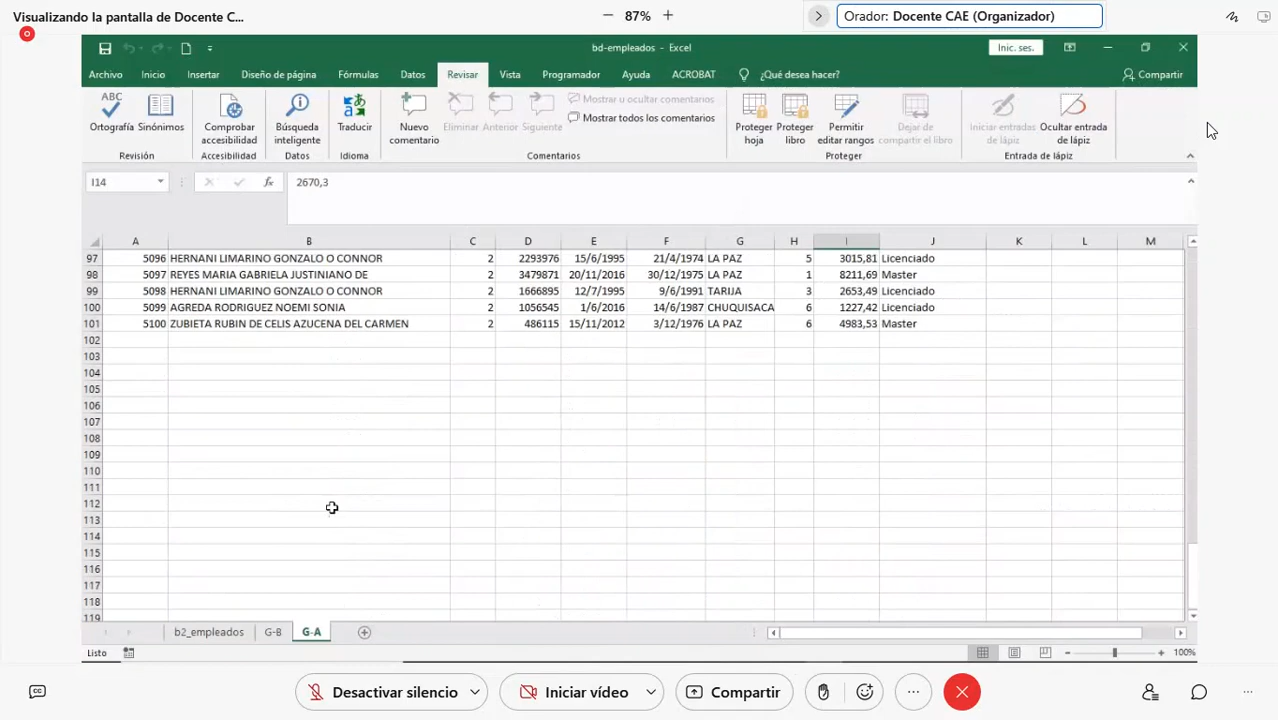 Visualizando la pantalla de Docente C...
87%
Orador: Docente CAE (Organizador)
bd-empleados - Excel
Inic. ses.
Archivo Inicio Insertar Diseño de página Fórmulas Datos Revisar Vista Programador Ayuda ACROBAT ¿Qué desea hacer? Compartir
ABC
Ortografía Sinónimos
Revisión
Comprobar accesibilidad
Accesibilidad
Búsqueda inteligente
Datos
Traducir
Idioma
Nuevo comentario Eliminar Anterior Siguiente
Mostrar u ocultar comentarios
Mostrar todos los comentarios
Comentarios
Proteger hoja Proteger libro Permitir editar rangos Dejar de compartir el libro
Proteger
Iniciar entradas de lápiz Ocultar entrada de lápiz
Entrada de lápiz
I14 fx 2670,3
A B C D E F G H I J K L M
97 5096 HERNANI LIMARINO GONZALO O CONNOR 2 2293976 15/6/1995 21/4/1974 LA PAZ 5 3015,81 Licenciado
98 5097 REYES MARIA GABRIELA JUSTINIANO DE 2 3479871 20/11/2016 30/12/1975 LA PAZ 1 8211,69 Master
99 5098 HERNANI LIMARINO GONZALO O CONNOR 2 1666895 12/7/1995 9/6/1991 TARIJA 3 2653,49 Licenciado
100 5099 AGREDA RODRIGUEZ NOEMI SONIA 2 1056545 1/6/2016 14/6/1987 CHUQUISACA 6 1227,42 Licenciado
101 5100 ZUBIETA RUBIN DE CELIS AZUCENA DEL CARMEN 2 486115 15/11/2012 3/12/1976 LA PAZ 6 4983,53 Master
102
103
104
105
106
107
108
109
110
111
112
113
114
115
116
117
118
119
b2_empleados G-B G-A
Listo 100%
Desactivar silencio Iniciar vídeo Compartir